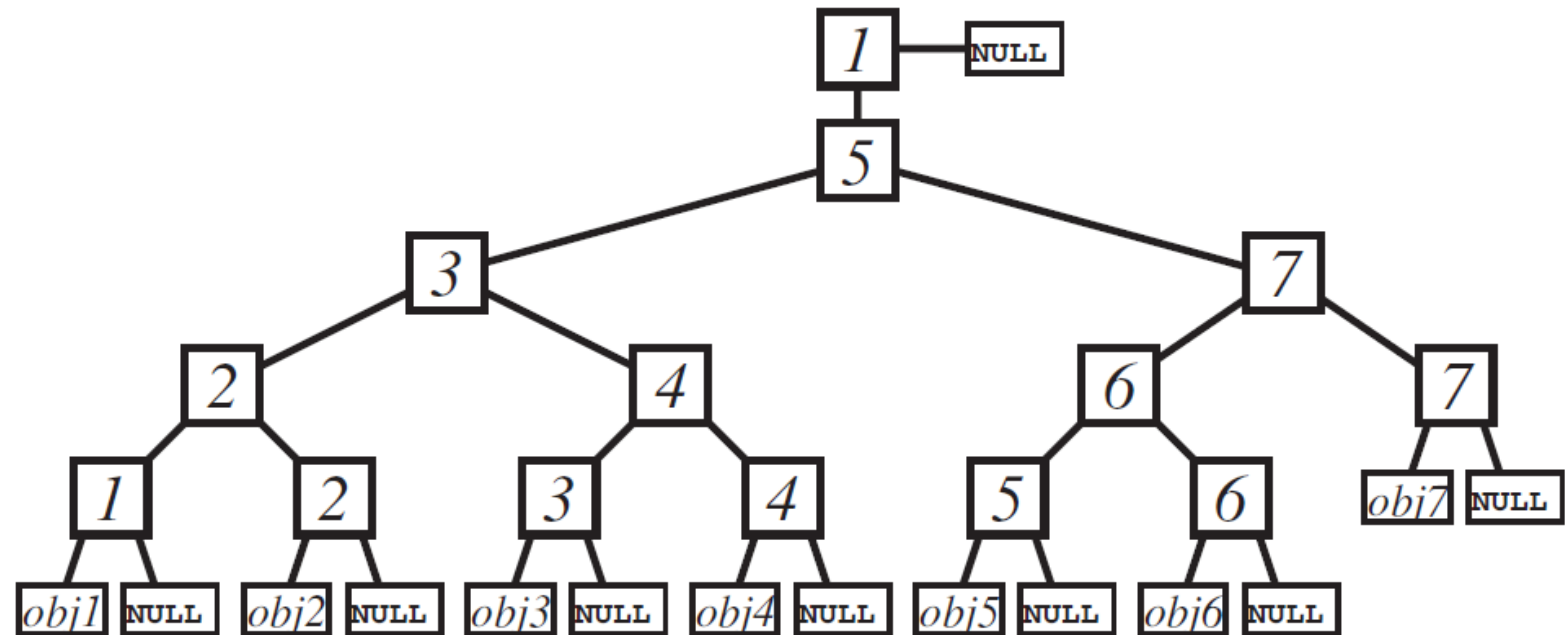 1 NULL
5
3 7
2 4 6 7
1 2 3 4 5 6 obj7 NULL
obj1 NULL obj2 NULL obj3 NULL obj4 NULL obj5 NULL obj6 NULL